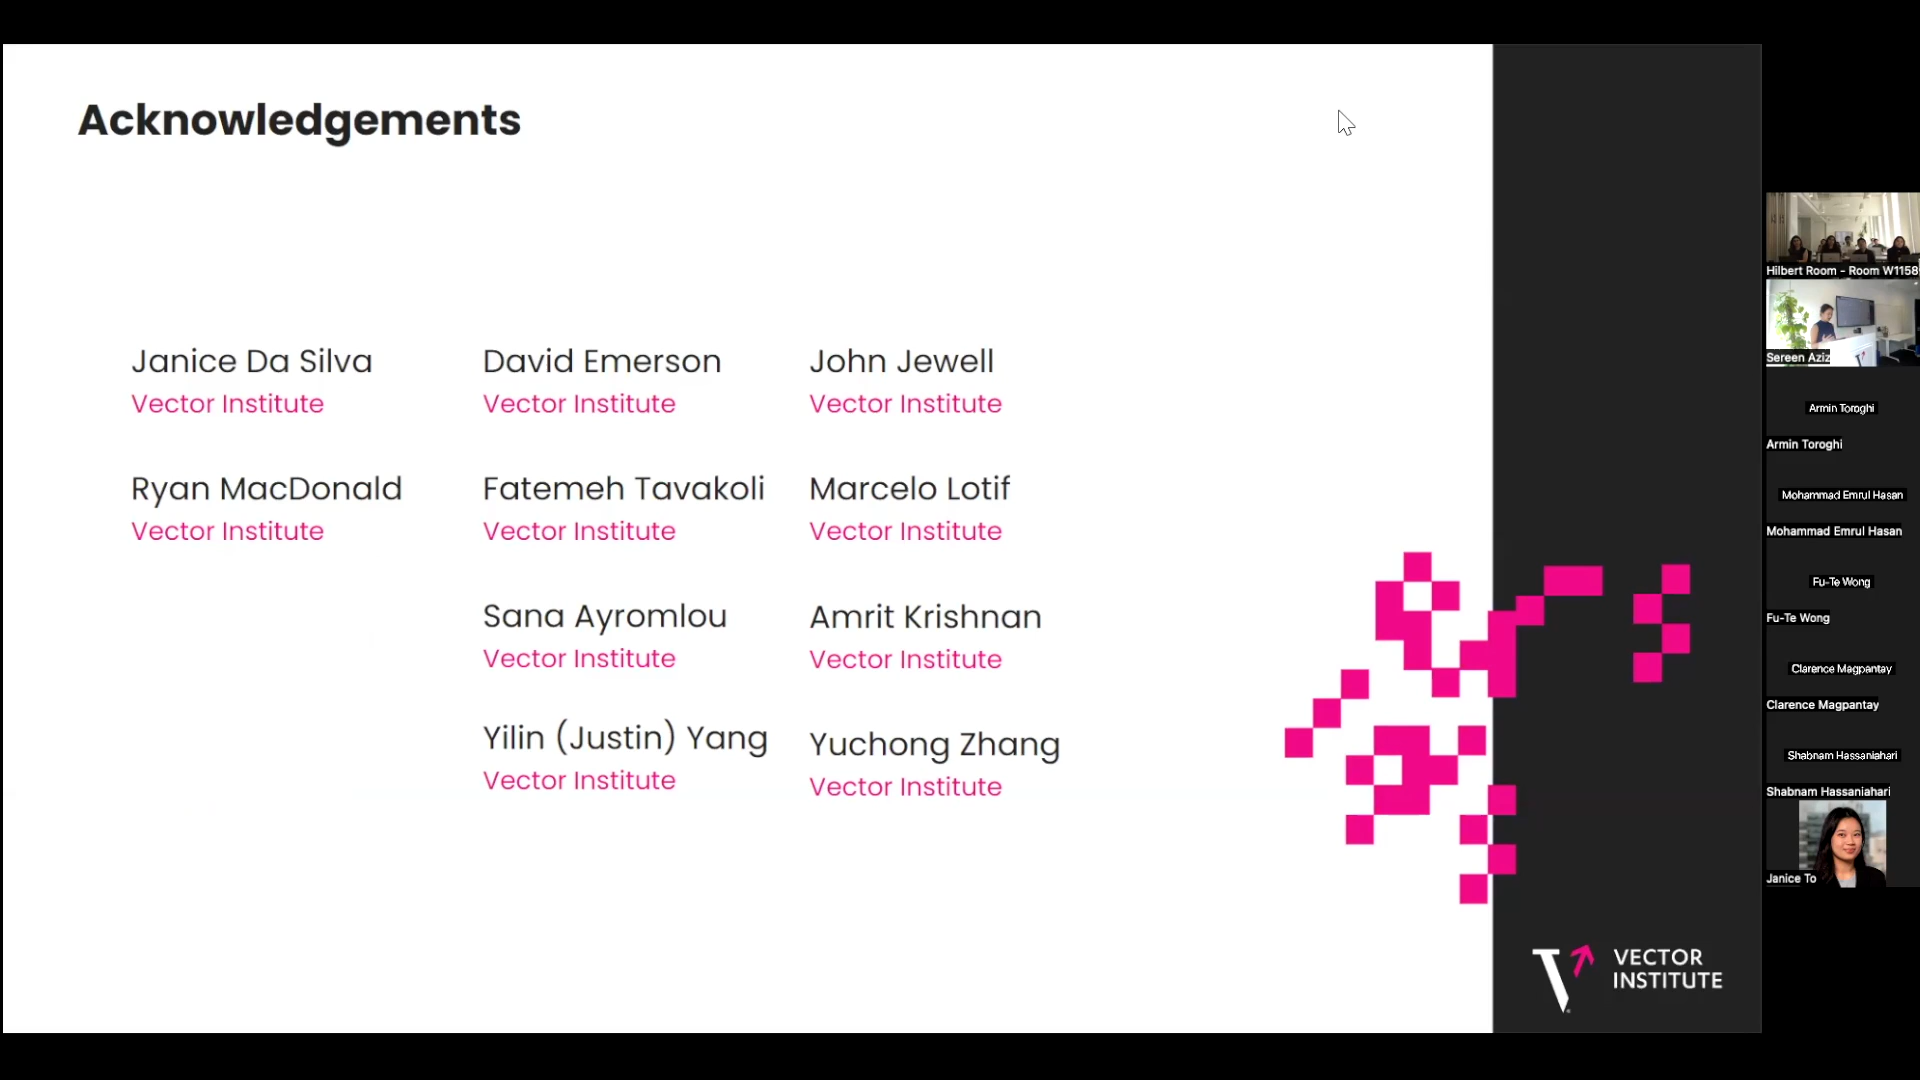 Acknowledgements
Janice Da Silva
Vector Institute
David Emerson
Vector Institute
John Jewell
Vector Institute
Ryan MacDonald
Vector Institute
Fatemeh Tavakoli
Vector Institute
Marcelo Lotif
Vector Institute
Sana Ayromlou
Vector Institute
Amrit Krishnan
Vector Institute
Yilin (Justin) Yang
Vector Institute
Yuchong Zhang
Vector Institute
VECTOR
INSTITUTE
Hilbert Room - Room W1158
Sereen Aziz
Armin Toroghi
Armin Toroghi
Mohammad Emrul Hasan
Mohammad Emrul Hasan
Fu-Te Wong
Fu-Te Wong
Clarence Magpantay
Clarence Magpantay
Shabnam Hassaniahari
Shabnam Hassaniahari
Janice To